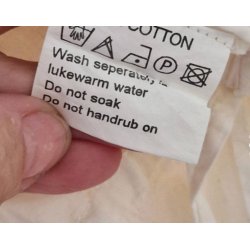 COTTON
Wash seperately,
lukewarm water
Do not soak
Do not handrub on